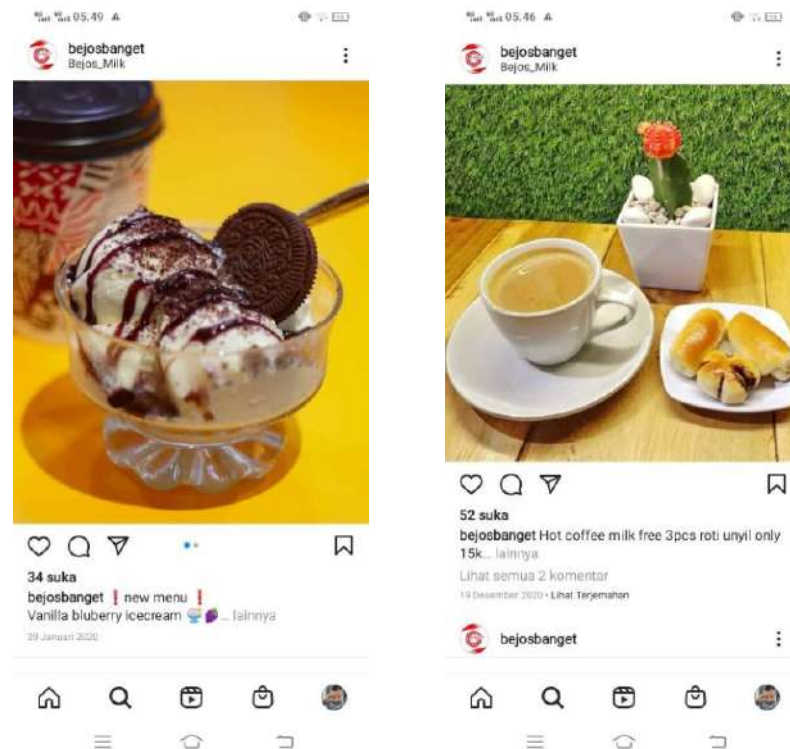 05.49
bejosbanget
Bejos_Milk
34 suka
bejosbanget ❗ new menu ❗
Vanilla bluberry icecream 🍨🍇... lainnya
29 Januari 2020
05.46
bejosbanget
Bejos_Milk
52 suka
bejosbanget Hot coffee milk free 3pcs roti unyil only
15k... lainnya
Lihat semua 2 komentar
19 Desember 2020 • Lihat Terjemahan
bejosbanget